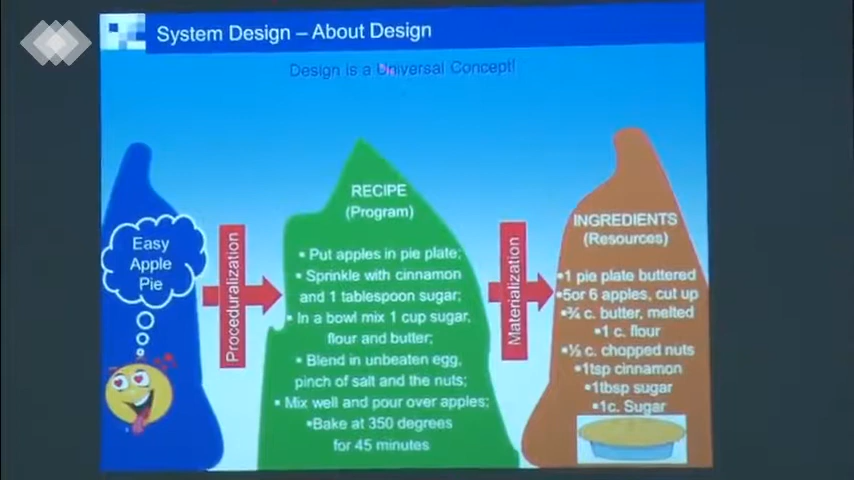 System Design – About Design
Design is a Universal Concept!
Easy
Apple
Pie
Proceduralization
RECIPE
(Program)
▪ Put apples in pie plate;
▪ Sprinkle with cinnamon
and 1 tablespoon sugar;
▪ In a bowl mix 1 cup sugar,
flour and butter;
▪ Blend in unbeaten egg,
pinch of salt and the nuts;
▪ Mix well and pour over apples;
▪Bake at 350 degrees
for 45 minutes
Materialization
INGREDIENTS
(Resources)
▪1 pie plate buttered
▪5or 6 apples, cut up
▪¾ c. butter, melted
▪1 c. flour
▪½ c. chopped nuts
▪1tsp cinnamon
▪1tbsp sugar
▪1c. Sugar